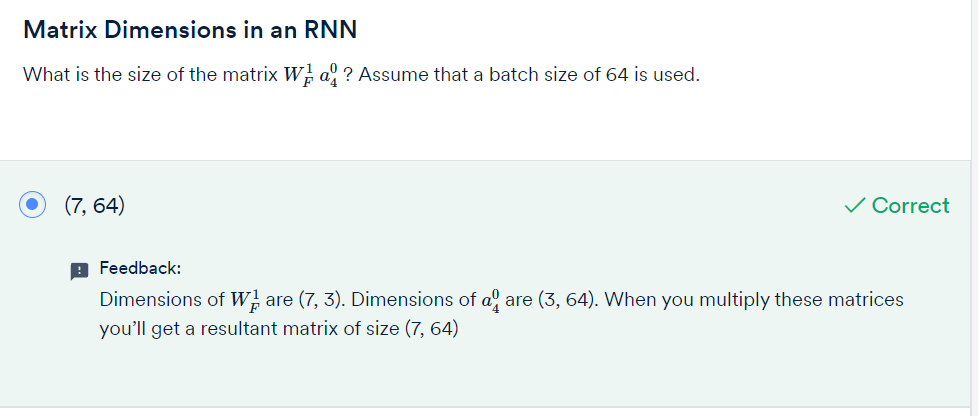 Matrix Dimensions in an RNN
What is the size of the matrix $W_F^1 \, a_4^0$ ? Assume that a batch size of 64 is used.
(7, 64)
✓ Correct
Feedback:
Dimensions of $W_F^1$ are (7, 3). Dimensions of $a_4^0$ are (3, 64). When you multiply these matrices
you’ll get a resultant matrix of size (7, 64)